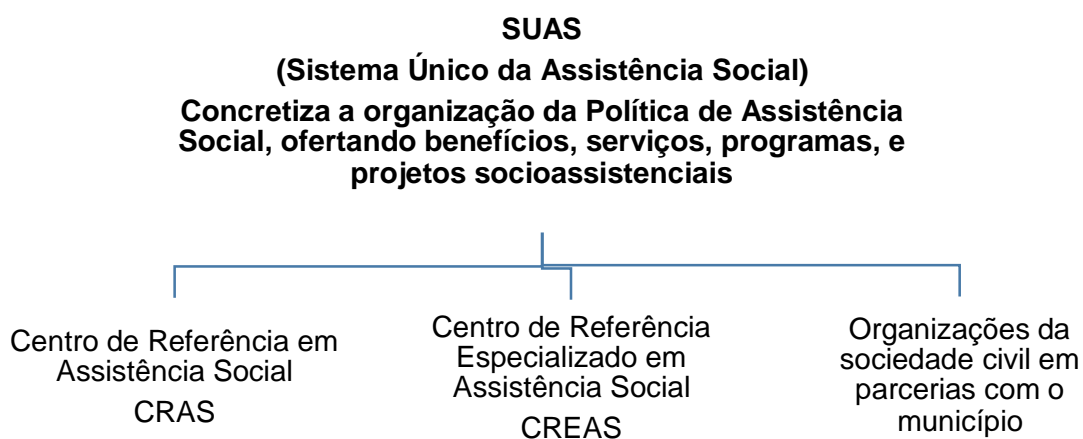 SUAS
(Sistema Único da Assistência Social)
Concretiza a organização da Política de Assistência
Social, ofertando benefícios, serviços, programas, e
projetos socioassistenciais
Centro de Referência em
Assistência Social
CRAS
Centro de Referência
Especializado em
Assistência Social
CREAS
Organizações da
sociedade civil em
parcerias com o
município